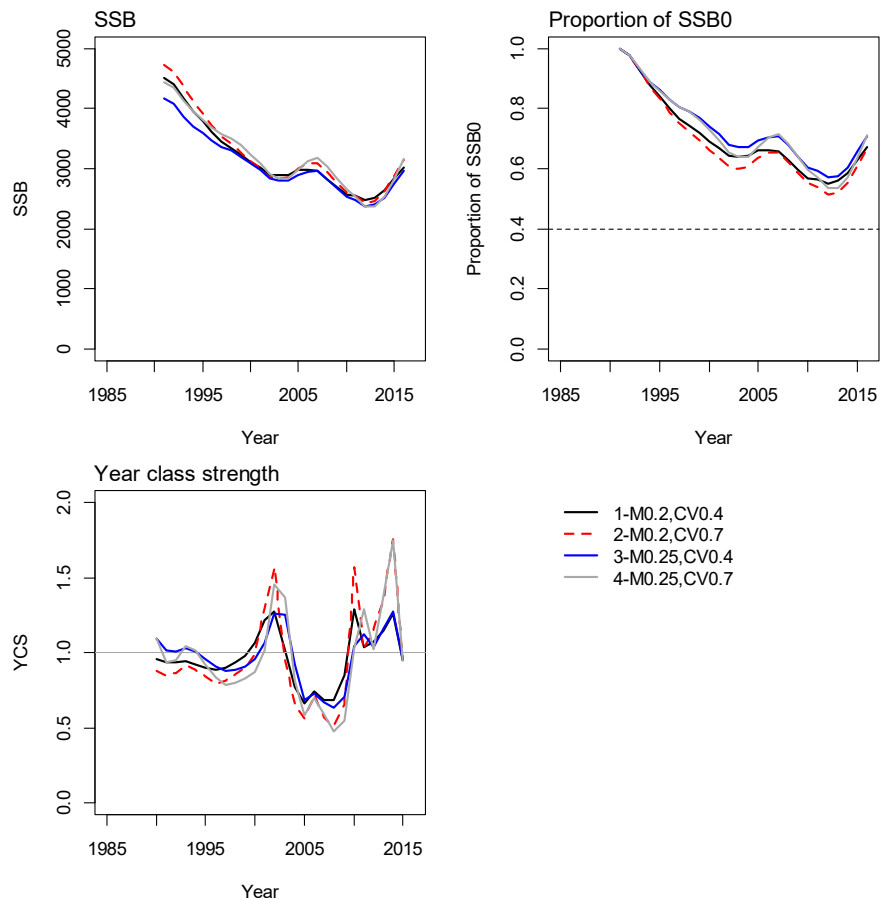 SSB
Proportion of SSB0
SSB
0
1000
2000
3000
4000
5000
1985
1995
2005
2015
Year
Proportion of SSB0
0.0
0.2
0.4
0.6
0.8
1.0
1985
1995
2005
2015
Year
Year class strength
YCS
0.0
0.5
1.0
1.5
2.0
1985
1995
2005
2015
Year
1-M0.2,CV0.4
2-M0.2,CV0.7
3-M0.25,CV0.4
4-M0.25,CV0.7